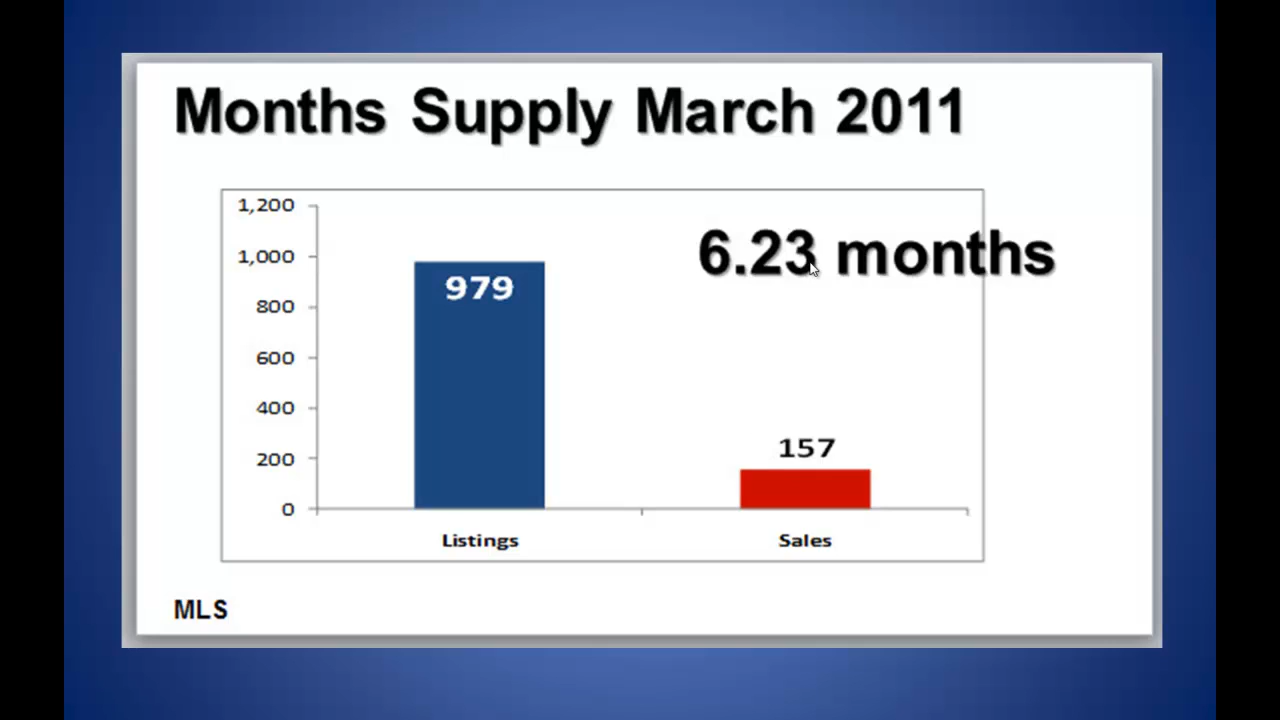 Months Supply March 2011
6.23 months
1,200
1,000
800
600
400
200
0
979
157
Listings
Sales
MLS